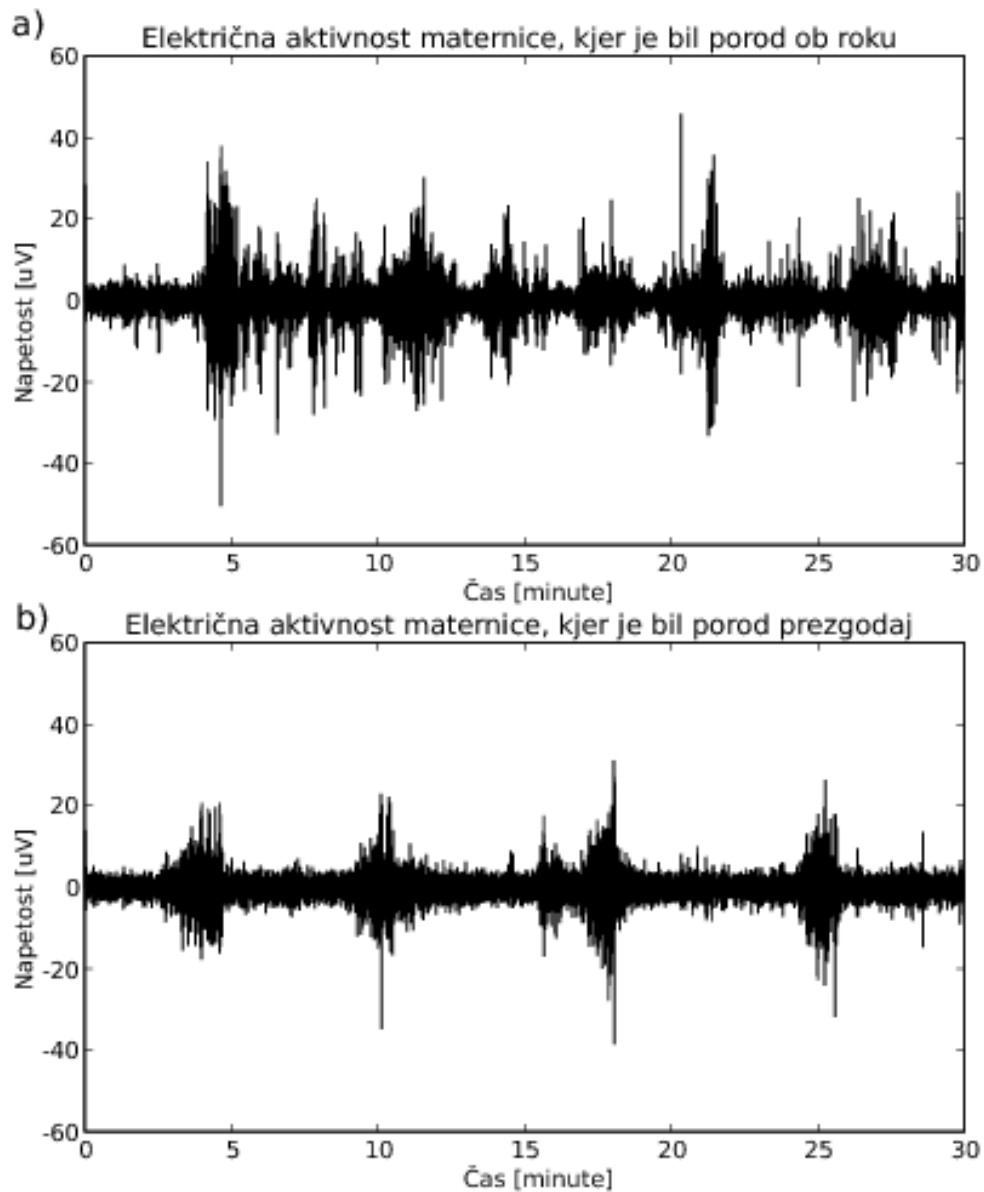 a)
Električna aktivnost maternice, kjer je bil porod ob roku
60
40
20
0
-20
-40
-60
Napetost [uV]
0 5 10 15 20 25 30
Čas [minute]
b)
Električna aktivnost maternice, kjer je bil porod prezgodaj
60
40
20
0
-20
-40
-60
Napetost [uV]
0 5 10 15 20 25 30
Čas [minute]